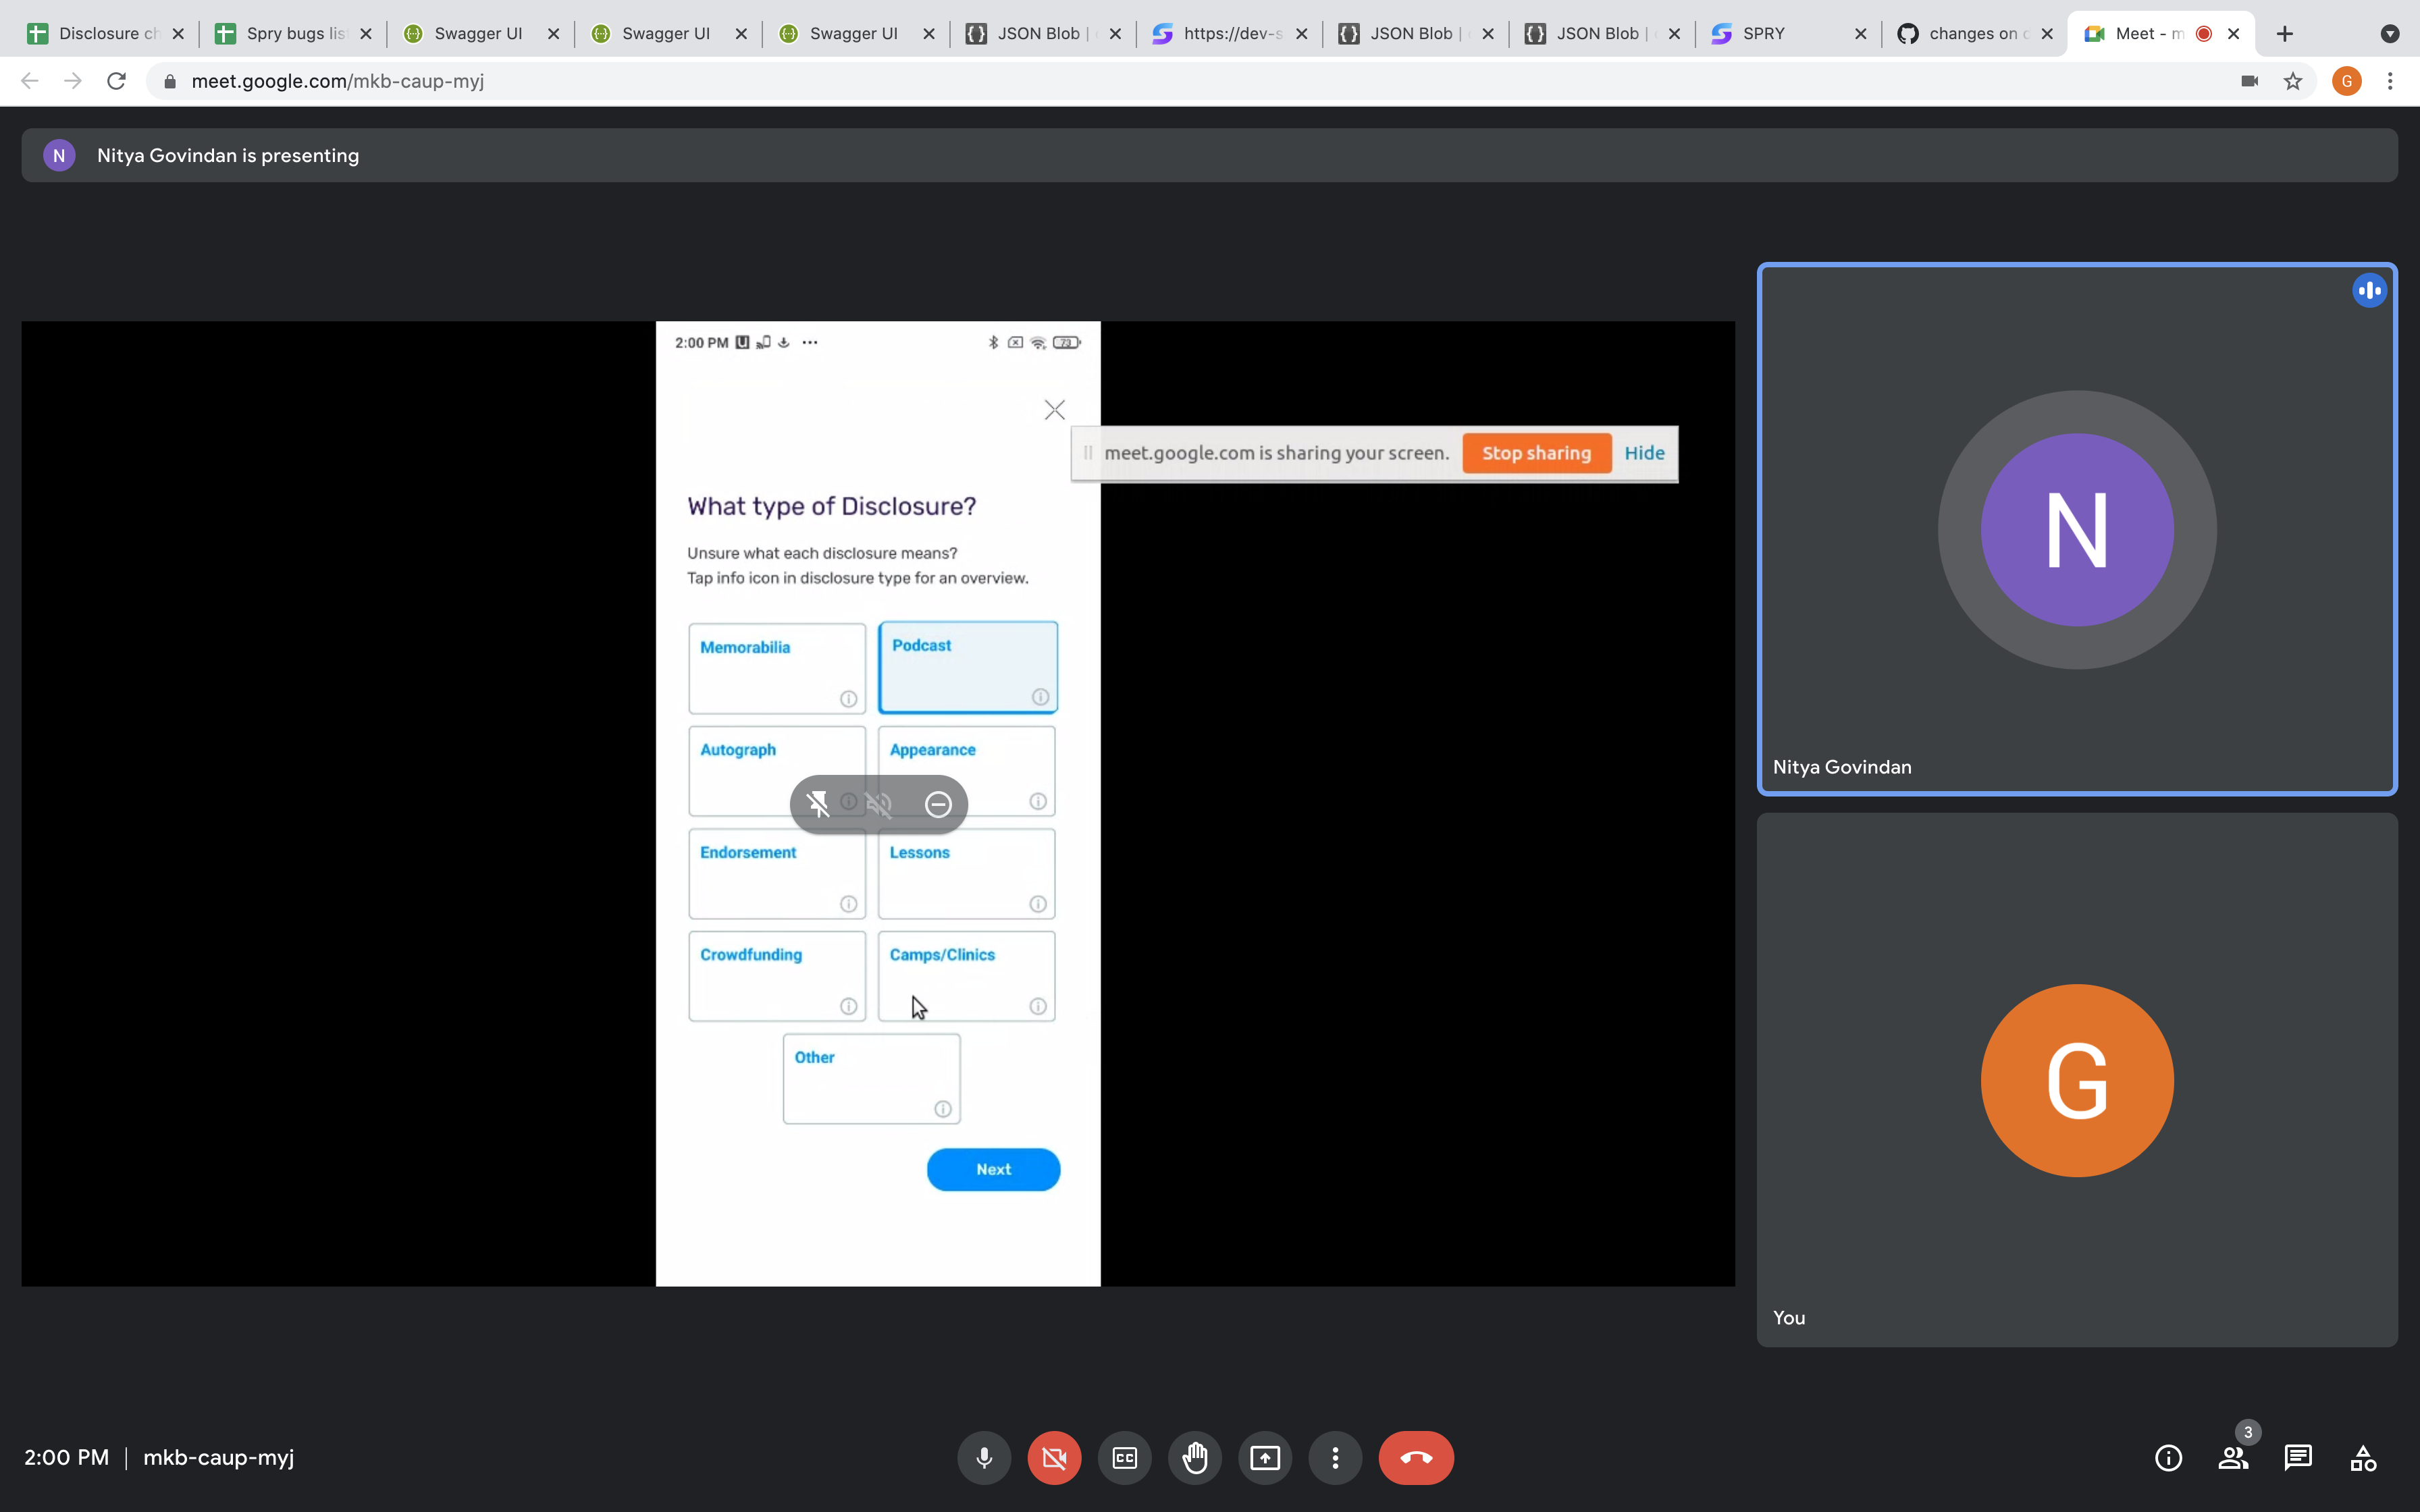 Disclosure ch
Spry bugs lis
Swagger UI
Swagger UI
Swagger UI
JSON Blob |
https://dev-s
JSON Blob |
JSON Blob |
SPRY
changes on
Meet - m
meet.google.com/mkb-caup-myj
G
N
Nitya Govindan is presenting
2:00 PM
73
meet.google.com is sharing your screen.
Stop sharing
Hide
What type of Disclosure?
Unsure what each disclosure means?
Tap info icon in disclosure type for an overview.
Memorabilia
Podcast
Autograph
Appearance
Endorsement
Lessons
Crowdfunding
Camps/Clinics
Other
Next
N
Nitya Govindan
G
You
2:00 PM | mkb-caup-myj
CC
3